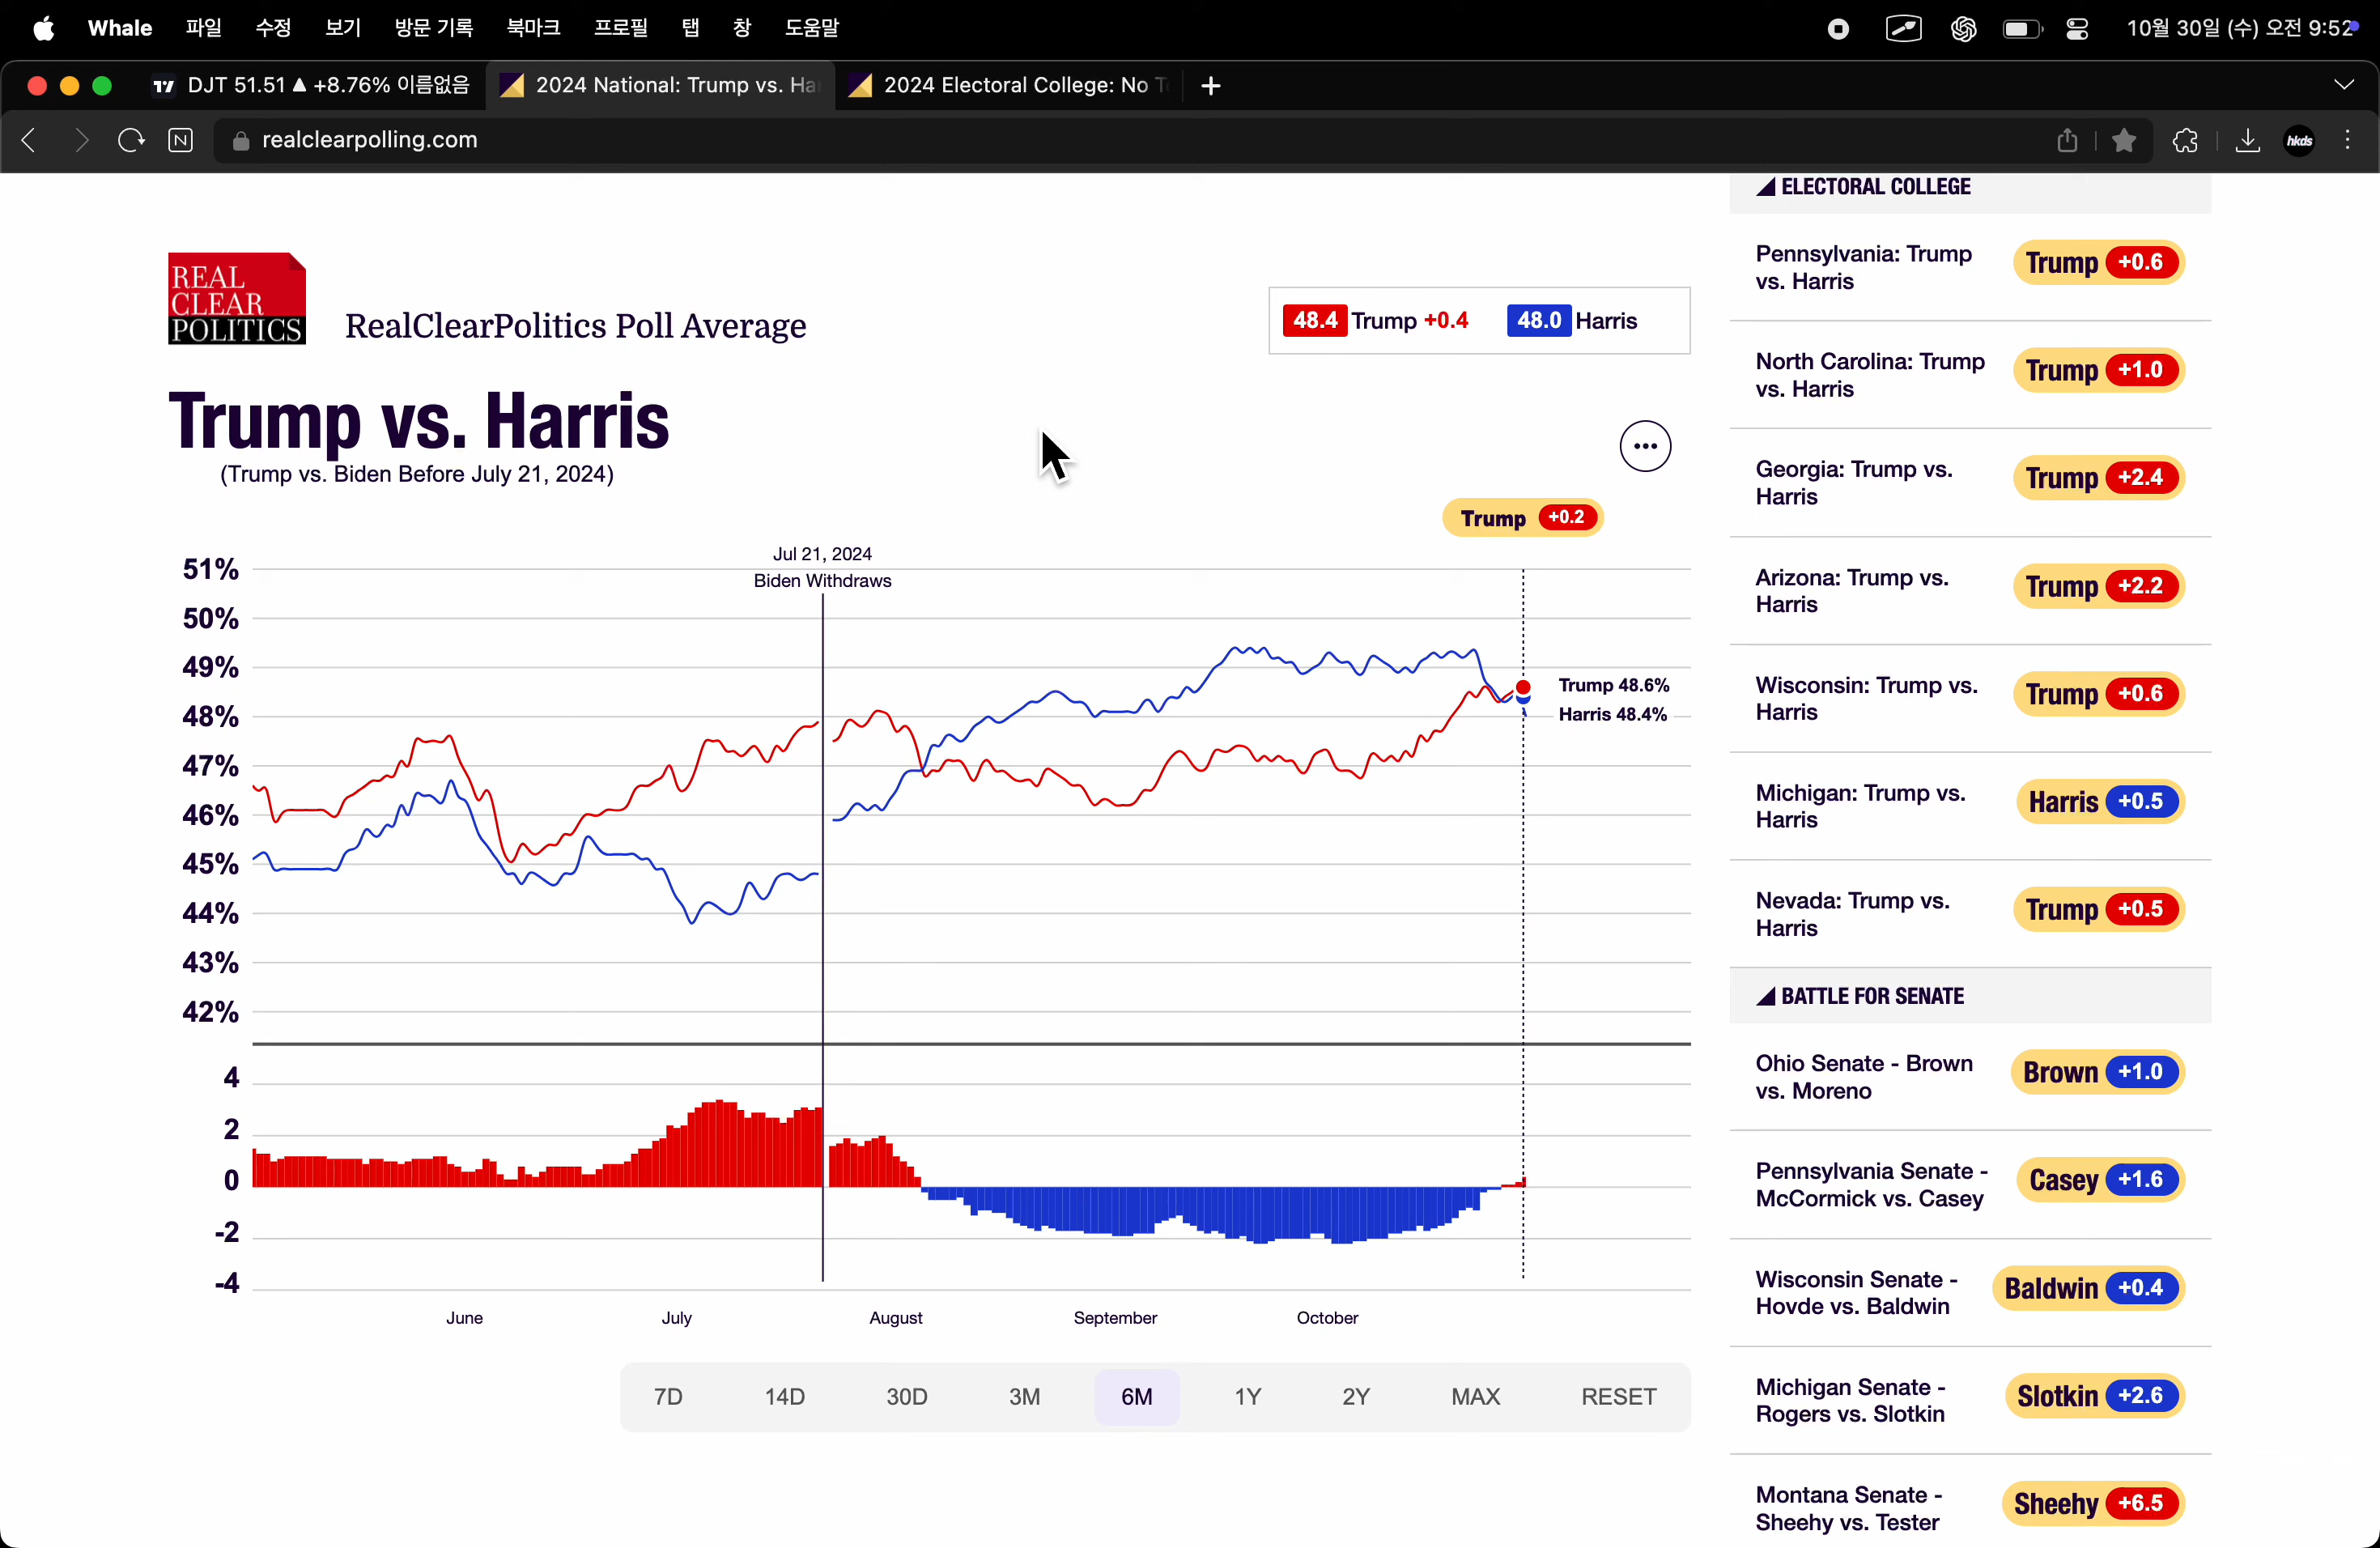 Whale 파일 수정 보기 방문 기록 북마크 프로필 탭 창 도움말 10월 30일 (수) 오전 9:52
DJT 51.51 ▲ +8.76% 이름없음 2024 National: Trump vs. Ha 2024 Electoral College: No T
realclearpolling.com hkds
REAL
CLEAR
POLITICS
RealClearPolitics Poll Average
48.4 Trump +0.4 48.0 Harris
Trump vs. Harris
(Trump vs. Biden Before July 21, 2024)
Trump +0.2
Jul 21, 2024
Biden Withdraws
51%
50%
49%
48%
47%
46%
45%
44%
43%
42%
Trump 48.6%
Harris 48.4%
4
2
0
-2
-4
June July August September October
7D 14D 30D 3M 6M 1Y 2Y MAX RESET
ELECTORAL COLLEGE
Pennsylvania: Trump
vs. Harris
Trump +0.6
North Carolina: Trump
vs. Harris
Trump +1.0
Georgia: Trump vs.
Harris
Trump +2.4
Arizona: Trump vs.
Harris
Trump +2.2
Wisconsin: Trump vs.
Harris
Trump +0.6
Michigan: Trump vs.
Harris
Harris +0.5
Nevada: Trump vs.
Harris
Trump +0.5
BATTLE FOR SENATE
Ohio Senate - Brown
vs. Moreno
Brown +1.0
Pennsylvania Senate -
McCormick vs. Casey
Casey +1.6
Wisconsin Senate -
Hovde vs. Baldwin
Baldwin +0.4
Michigan Senate -
Rogers vs. Slotkin
Slotkin +2.6
Montana Senate -
Sheehy vs. Tester
Sheehy +6.5